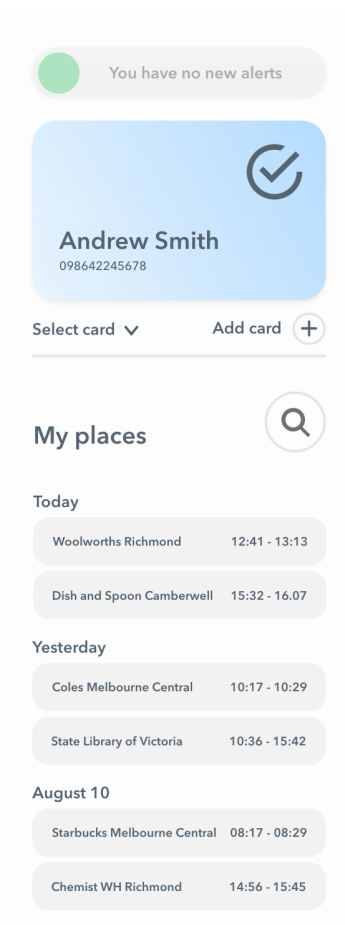 You have no new alerts
Andrew Smith
098642245678
Select card
Add card
My places
Today
Woolworths Richmond 12:41 - 13:13
Dish and Spoon Camberwell 15:32 - 16.07
Yesterday
Coles Melbourne Central 10:17 - 10:29
State Library of Victoria 10:36 - 15:42
August 10
Starbucks Melbourne Central 08:17 - 08:29
Chemist WH Richmond 14:56 - 15:45